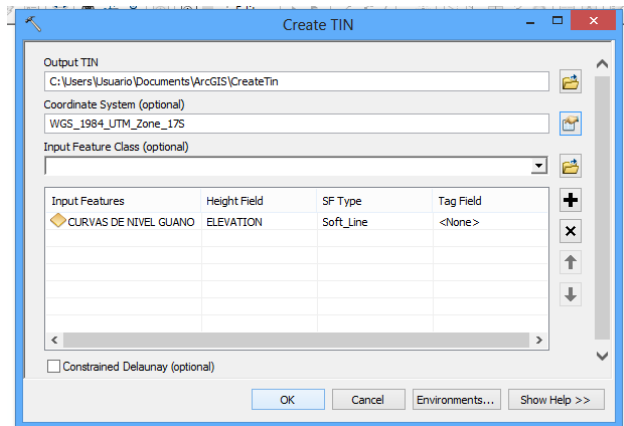 Create TIN
Output TIN
C:\Users\Usuario\Documents\ArcGIS\CreateTin
Coordinate System (optional)
WGS_1984_UTM_Zone_17S
Input Feature Class (optional)
Input Features Height Field SF Type Tag Field
CURVAS DE NIVEL GUANO ELEVATION Soft_Line <None>
Constrained Delaunay (optional)
OK Cancel Environments... Show Help >>